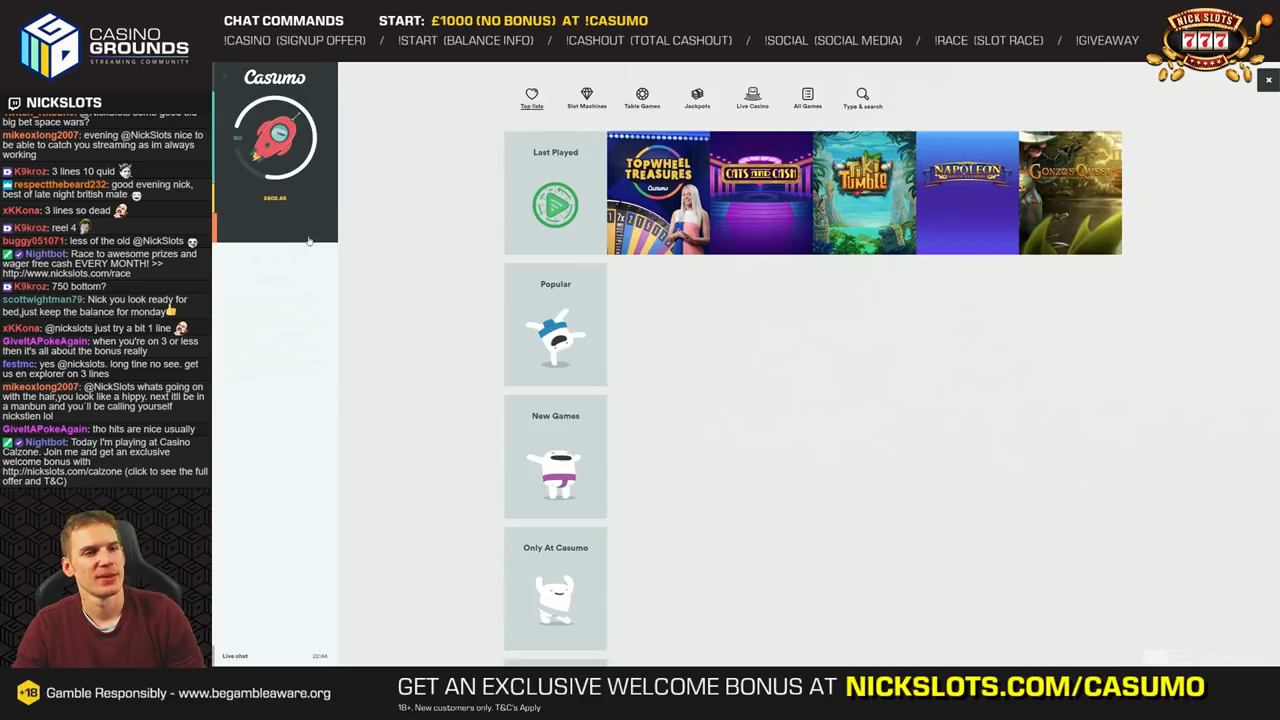 CHAT COMMANDS START: £1000 (NO BONUS) AT !CASUMO
!CASINO (SIGNUP OFFER) / !START (BALANCE INFO) / !CASHOUT (TOTAL CASHOUT) / !SOCIAL (SOCIAL MEDIA) / !RACE (SLOT RACE) / !GIVEAWAY
CASINO
GROUNDS
STREAMING COMMUNITY
NICK SLOTS
777
NICKSLOTS
big bet space wars?
mikeoxlong2007: evening @NickSlots nice to
be able to catch you streaming as im always
working
K9kroz: 3 lines 10 quid
respectthebeard232: good evening nick,
best of late night british mate
xKKona: 3 lines so dead
K9kroz: reel 4
buggy051071: less of the old @NickSlots
Nightbot: Race to awesome prizes and
wager free cash EVERY MONTH! >>
http://www.nickslots.com/race
K9kroz: 750 bottom?
scottwightman79: Nick you look ready for
bed,just keep the balance for monday
xKKona: @nickslots just try a bit 1 line
GiveItAPokeAgain: when you're on 3 or less
then it's all about the bonus really
festmc: yes @nickslots. long tine no see. get
us en explorer on 3 lines
mikeoxlong2007: @NickSlots whats going on
with the hair,you look like a hippy. next itll be in
a manbun and you`ll be calling yourself
nickstien lol
GiveItAPokeAgain: tho hits are nice usually
Nightbot: Today I'm playing at Casino
Calzone. Join me and get an exclusive
welcome bonus with
http://nickslots.com/calzone (click to see the full
offer and T&C)
Casumo
£602.65
Live chat 22:44
Top lists Slot Machines Table Games Jackpots Live Casino All Games Type & search
Last Played
TOPWHEEL
TREASURES
Casumo
CATS AND CASH
TIKI
TUMBLE
NAPOLEON
GONZO'S QUEST
Popular
New Games
Only At Casumo
+18 Gamble Responsibly - www.begambleaware.org
GET AN EXCLUSIVE WELCOME BONUS AT NICKSLOTS.COM/CASUMO
18+. New customers only. T&C's Apply